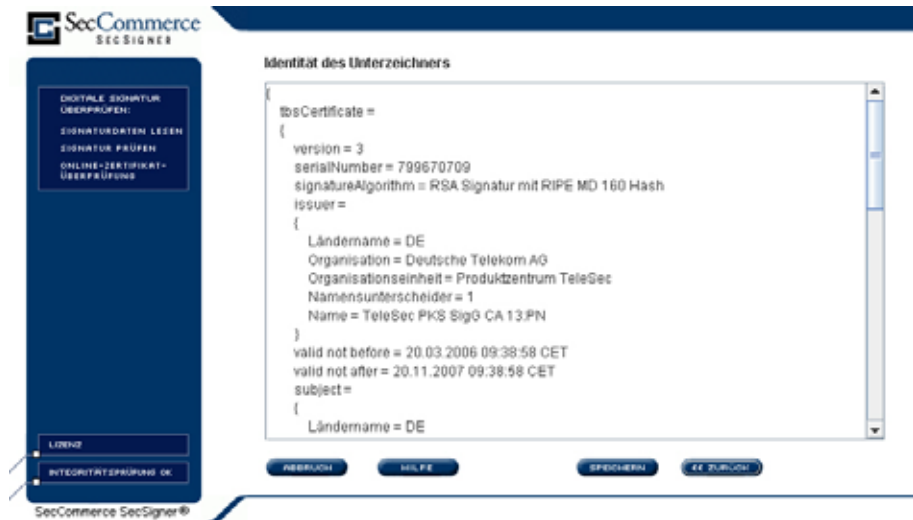 SecCommerce
SECSIGNER
DIGITALE SIGNATUR
ÜBERPRÜFEN:
SIGNATURDATEN LESEN
SIGNATUR PRÜFEN
ONLINE-ZERTIFIKAT-
ÜBERPRÜFUNG
LIZENZ
INTEGRITÄTSPRÜFUNG OK
SecCommerce SecSigner®
Identität des Unterzeichners
{
tbsCertificate =
{
version = 3
serialNumber = 799670709
signatureAlgorithm = RSA Signatur mit RIPE MD 160 Hash
issuer =
{
Ländername = DE
Organisation = Deutsche Telekom AG
Organisationseinheit = Produktzentrum TeleSec
Namensunterscheider = 1
Name = TeleSec PKS SigG CA 13:PN
}
valid not before = 20.03.2006 09:38:58 CET
valid not after = 20.11.2007 09:38:58 CET
subject =
{
Ländername = DE
ABBRUCH
HILFE
SPEICHERN
<< ZURÜCK